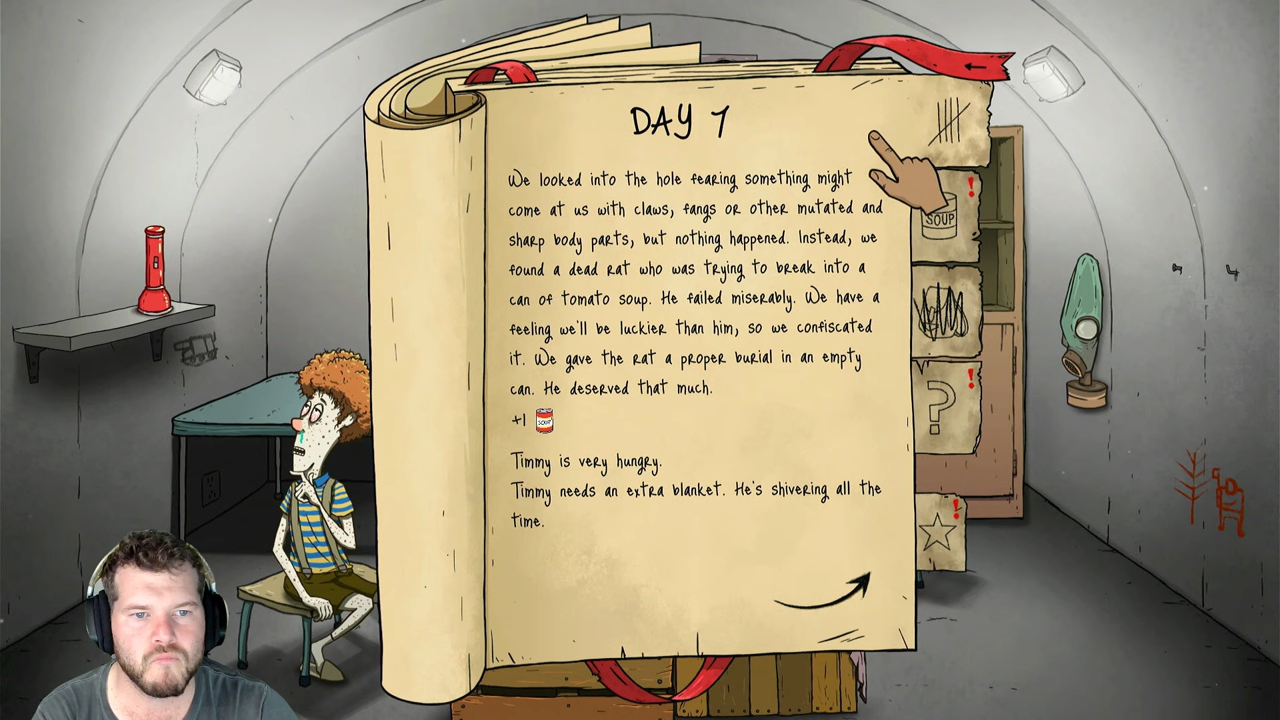 DAY 7
We looked into the hole fearing something might
come at us with claws, fangs or other mutated and
sharp body parts, but nothing happened. Instead, we
found a dead rat who was trying to break into a
can of tomato soup. He failed miserably. We have a
feeling we'll be luckier than him, so we confiscated
it. We gave the rat a proper burial in an empty
can. He deserved that much.
+1 SOUP
Timmy is very hungry.
Timmy needs an extra blanket. He's shivering all the
time.
!
SOUP
!
?
!